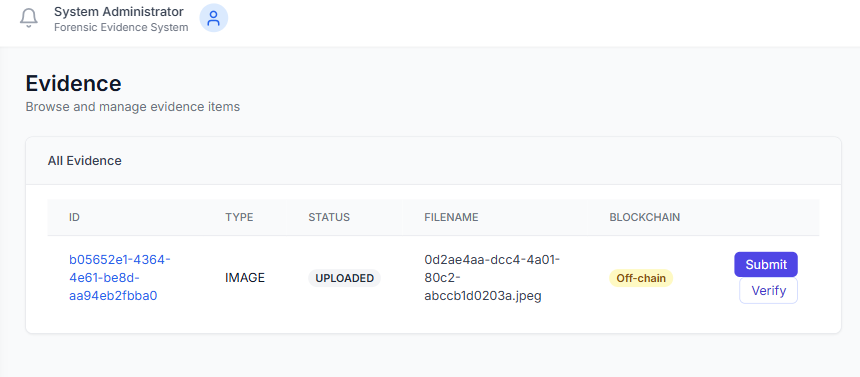 System Administrator
Forensic Evidence System
Evidence
Browse and manage evidence items
All Evidence
ID TYPE STATUS FILENAME BLOCKCHAIN
b05652e1-4364-
4e61-be8d-
aa94eb2fbba0
IMAGE
UPLOADED
0d2ae4aa-dcc4-4a01-
80c2-
abccb1d0203a.jpeg
Off-chain
Submit
Verify